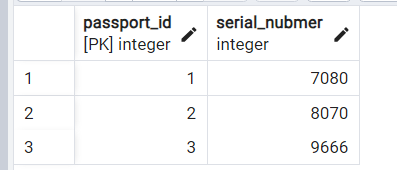 passport_id serial_nubmer
[PK] integer integer
1 1 7080
2 2 8070
3 3 9666